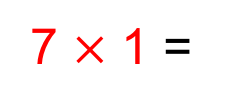 7 × 1 =